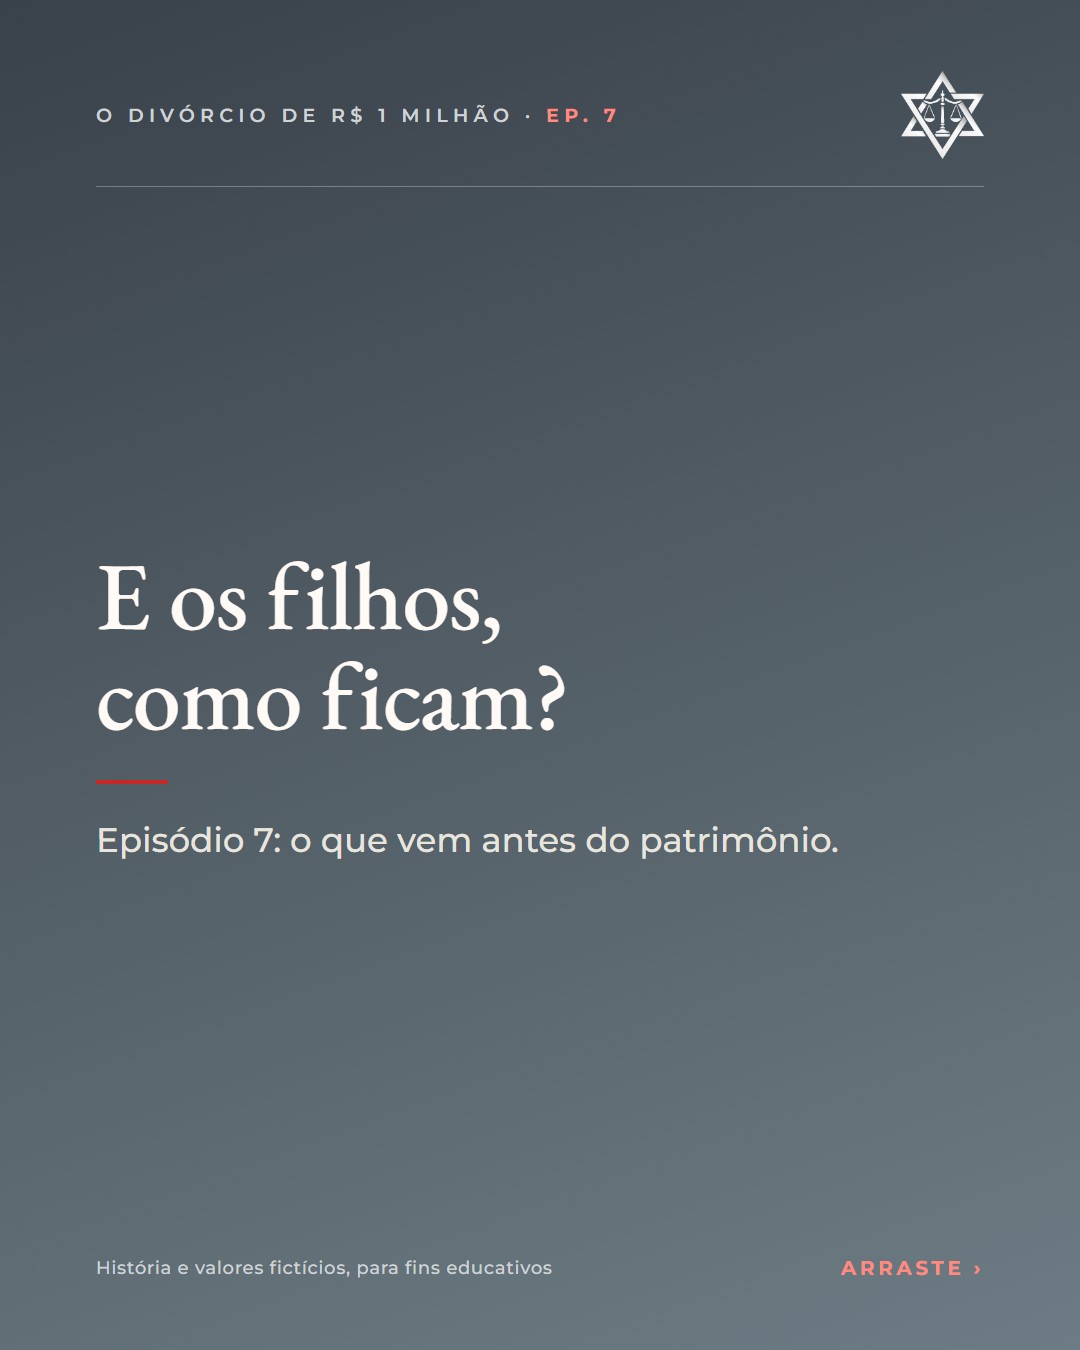 O DIVÓRCIO DE R$ 1 MILHÃO · EP. 7
E os filhos,
como ficam?
Episódio 7: o que vem antes do patrimônio.
História e valores fictícios, para fins educativos
ARRASTE ›